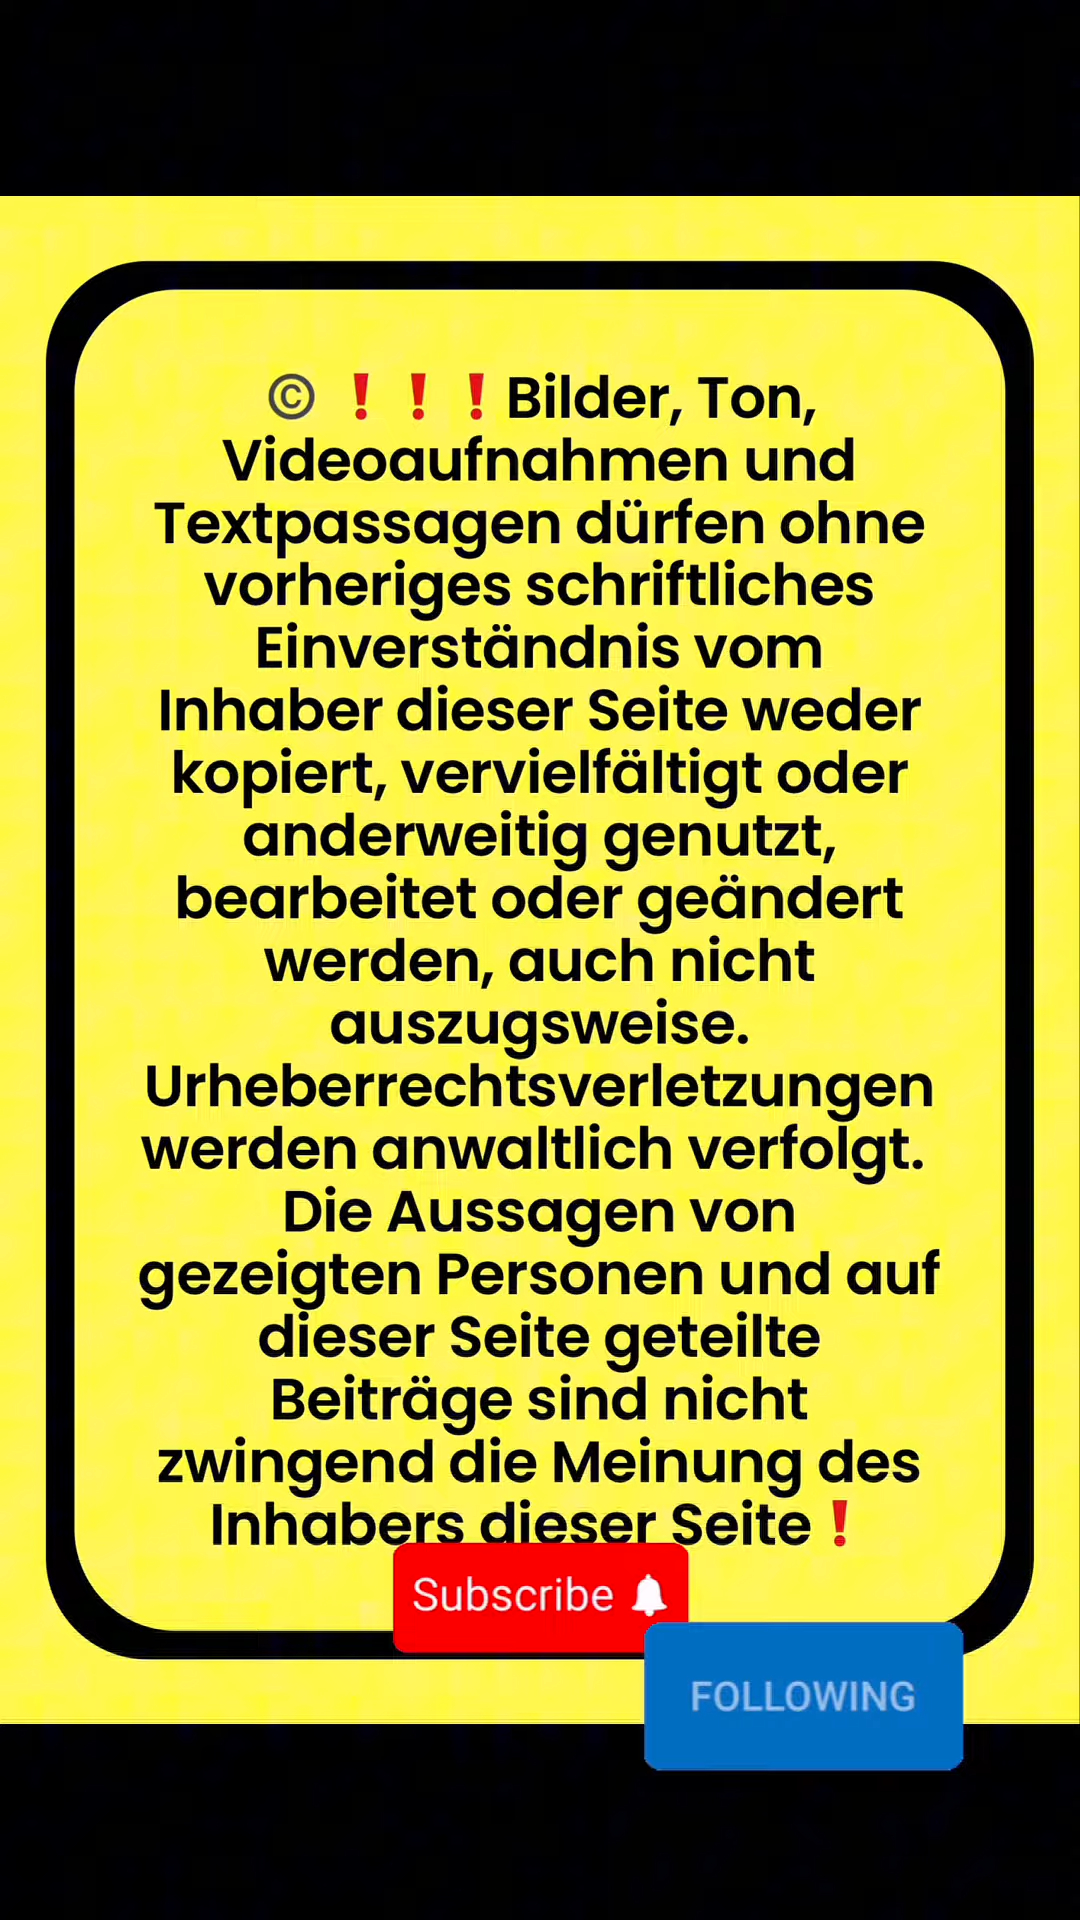 © ❗❗❗Bilder, Ton,
Videoaufnahmen und
Textpassagen dürfen ohne
vorheriges schriftliches
Einverständnis vom
Inhaber dieser Seite weder
kopiert, vervielfältigt oder
anderweitig genutzt,
bearbeitet oder geändert
werden, auch nicht
auszugsweise.
Urheberrechtsverletzungen
werden anwaltlich verfolgt.
Die Aussagen von
gezeigten Personen und auf
dieser Seite geteilte
Beiträge sind nicht
zwingend die Meinung des
Inhabers dieser Seite❗
Subscribe
FOLLOWING